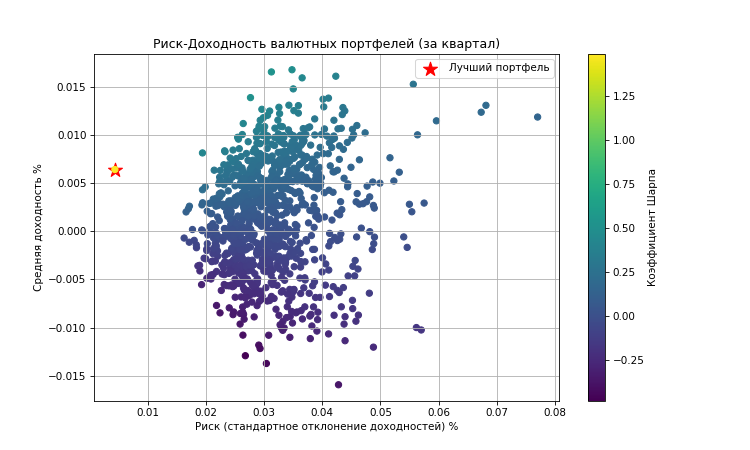 Риск-Доходность валютных портфелей (за квартал)
Лучший портфель
Средняя доходность %
0.015
0.010
0.005
0.000
−0.005
−0.010
−0.015
0.01 0.02 0.03 0.04 0.05 0.06 0.07 0.08
Риск (стандартное отклонение доходностей) %
1.25
1.00
0.75
0.50
0.25
0.00
−0.25
Коэффициент Шарпа